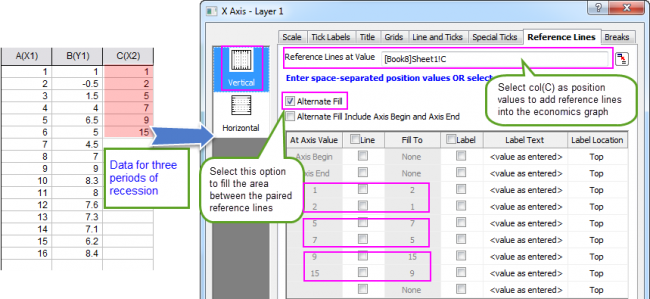 X Axis - Layer 1
?
X
Scale Tick Labels Title Grids Line and Ticks Special Ticks Reference Lines Breaks
Reference Lines at Value [Book8]Sheet1!C
Enter space-separated position values OR select
Vertical
Horizontal
Alternate Fill
Alternate Fill Include Axis Begin and Axis End
Select col(C) as position
values to add reference lines
into the economics graph
Select this option
to fill the area
between the paired
reference lines
Data for three
periods of
recession
A(X1) B(Y1) C(X2)
1 1 1
2 -0.5 2
3 1.5 5
4 4 7
5 6.5 9
6 5 15
7 4.5
8 7
9 9
10 8.3
11 8
12 7.6
13 7.3
14 7.1
15 6.2
16 8.4
At Axis Value Line Fill To Label Label Text Label Location
Axis Begin None <value as entered> Top
Axis End None <value as entered> Top
1 2 <value as entered> Top
2 1 <value as entered> Top
5 7 <value as entered> Top
7 5 <value as entered> Top
9 15 <value as entered> Top
15 9 <value as entered> Top
None <value as entered> Top